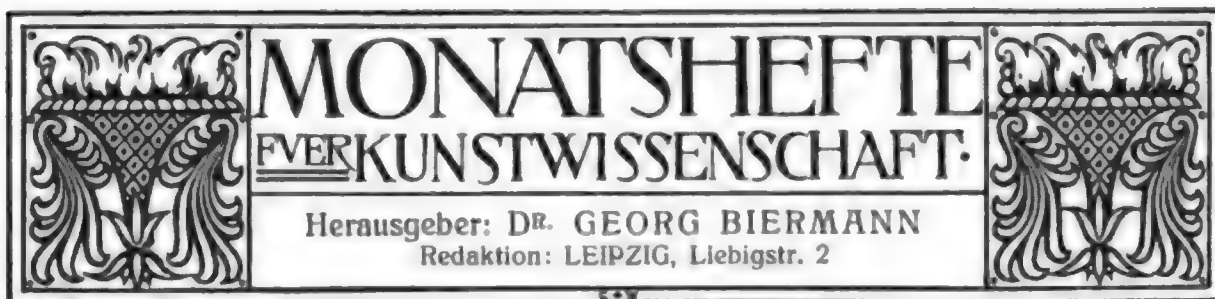 MONATSHEFTE
FVER KUNSTWISSENSCHAFT·
Herausgeber: DR. GEORG BIERMANN
Redaktion: LEIPZIG, Liebigstr. 2